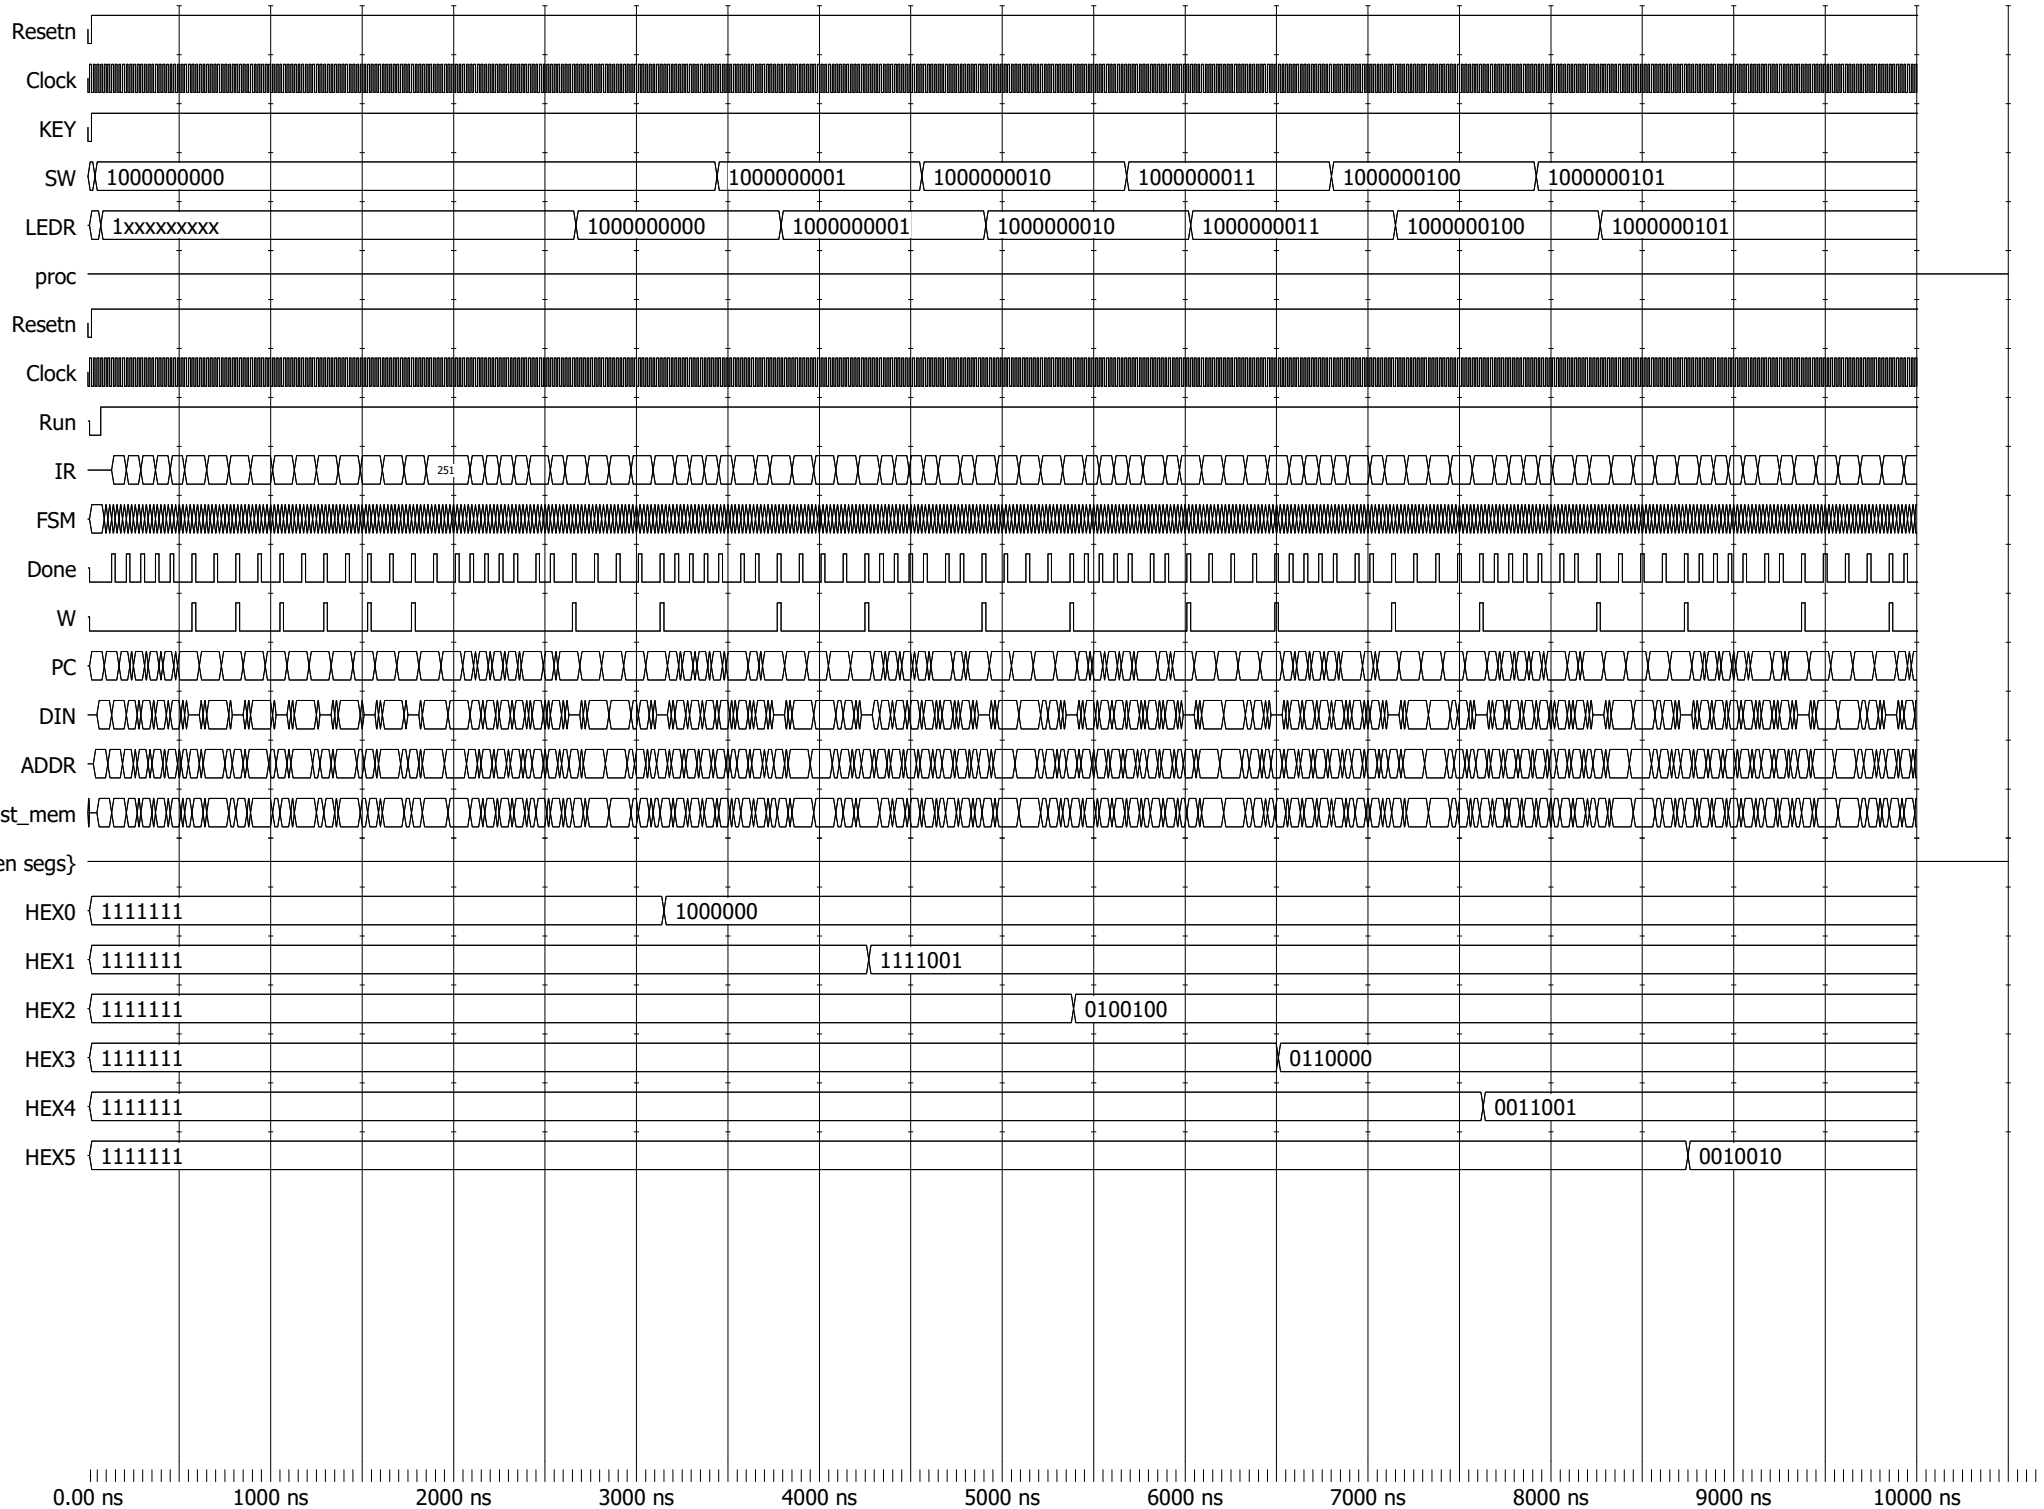 Resetn
Clock
KEY
SW 1000000000 1000000001 1000000010 1000000011 1000000100 1000000101
LEDR 1xxxxxxxxx 1000000000 1000000001 1000000010 1000000011 1000000100 1000000101
proc
Resetn
Clock
Run
IR 251
FSM
Done
W
PC
DIN
ADDR
st_mem
en segs}
HEX0 1111111 1000000
HEX1 1111111 1111001
HEX2 1111111 0100100
HEX3 1111111 0110000
HEX4 1111111 0011001
HEX5 1111111 0010010
0.00 ns 1000 ns 2000 ns 3000 ns 4000 ns 5000 ns 6000 ns 7000 ns 8000 ns 9000 ns 10000 ns